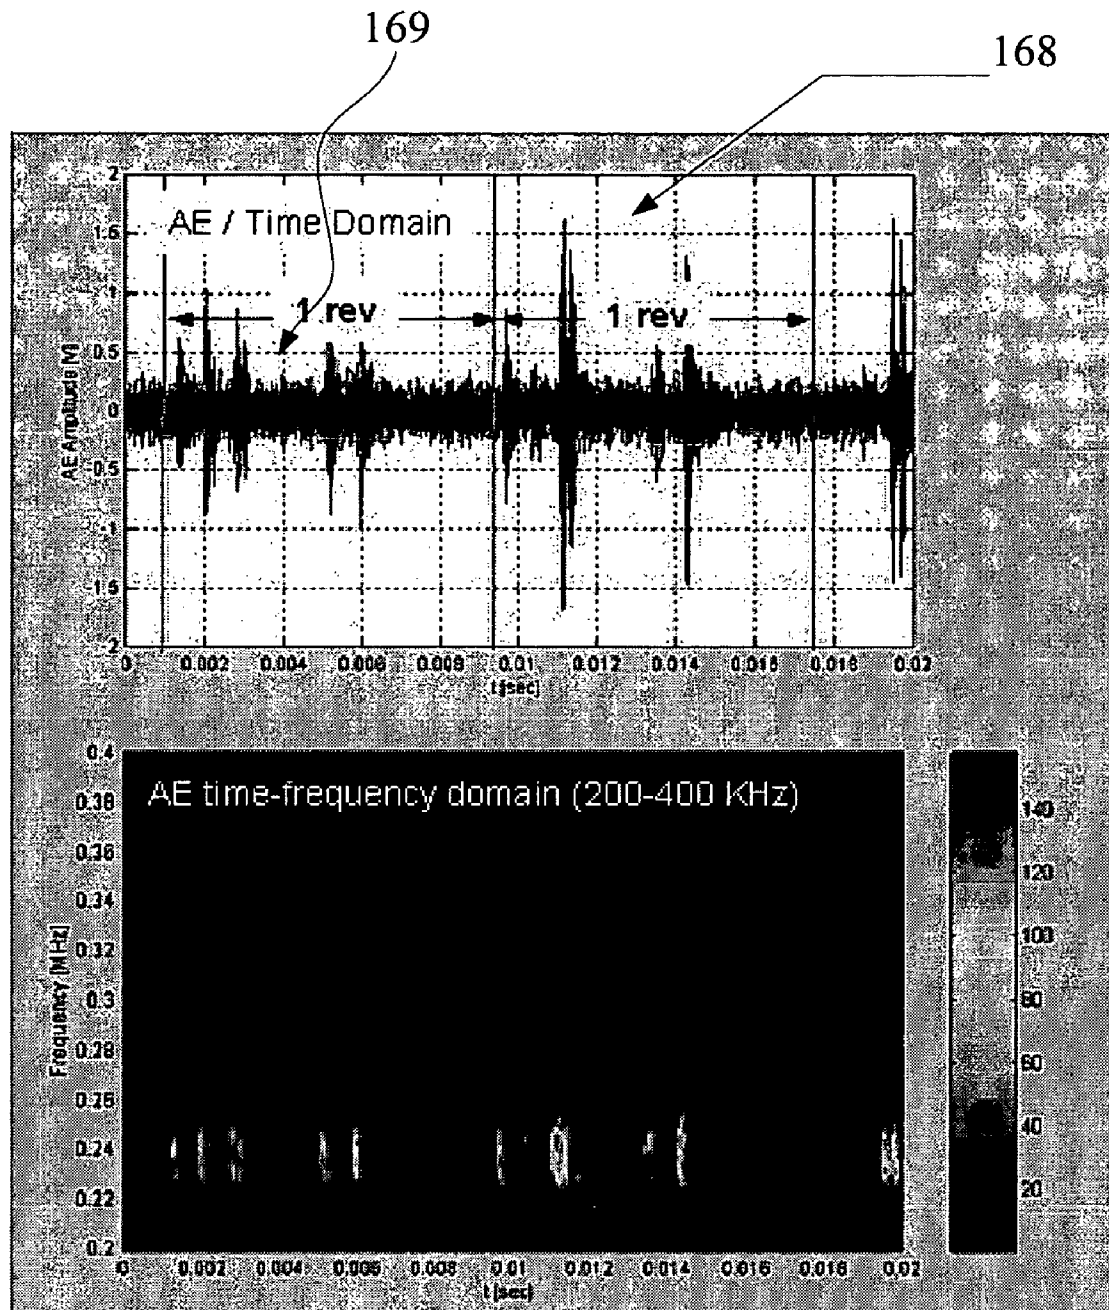 169
168
AE / Time Domain
1 rev
1 rev
2
1.5
1
0.5
0
0.5
1
1.5
2
AE Amplitude [V]
0 0.002 0.004 0.006 0.008 0.01 0.012 0.014 0.016 0.018 0.02
t [sec]
AE time-frequency domain (200-400 KHz)
0.4
0.38
0.36
0.34
0.32
0.3
0.28
0.26
0.24
0.22
0.2
Frequency [MHz]
0 0.002 0.004 0.006 0.008 0.01 0.012 0.014 0.016 0.018 0.02
t [sec]
140
120
100
80
60
40
20